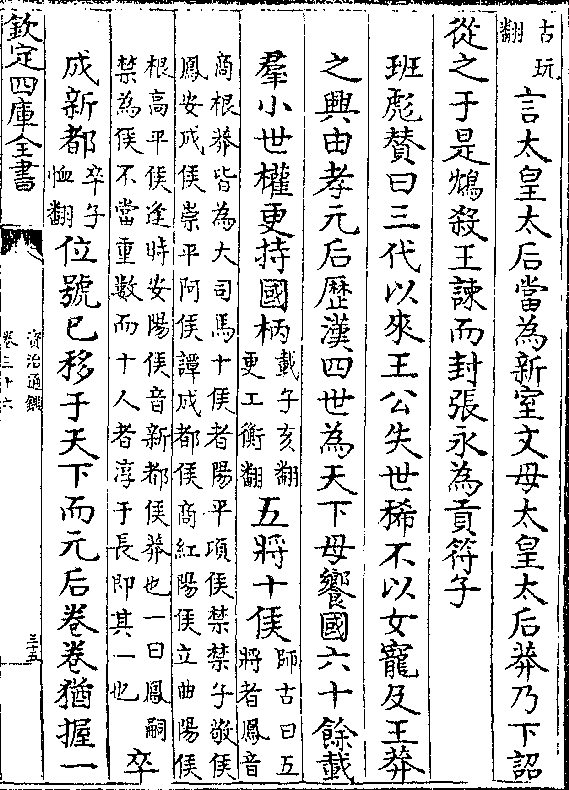 古玩翻言太皇太后當為新室文母太皇太后莽乃下詔
從之于是鴆殺王諫而封張永為貢符子
班彪贊曰三代以來王公失世稀不以女寵及王莽
之興由孝元后歴漢四世為天下母饗國六十餘載
羣小世權更持國柄載子亥翻更工衡翻五將十侯師古曰五將者鳳音
商根莽皆為大司馬十侯者陽平項侯禁禁子敬侯
鳳安成侯崇平阿侯譚成都侯商紅陽侯立曲陽侯
根高平侯逢時安陽侯音新都侯莽也一曰鳳嗣
禁為侯不當重數而十人者淳于長即其一也卒
成新都卒子恤翻位號已移于天下而元后卷卷猶握一
欽定四庫全書
資治通鑑
卷三十六
三十五